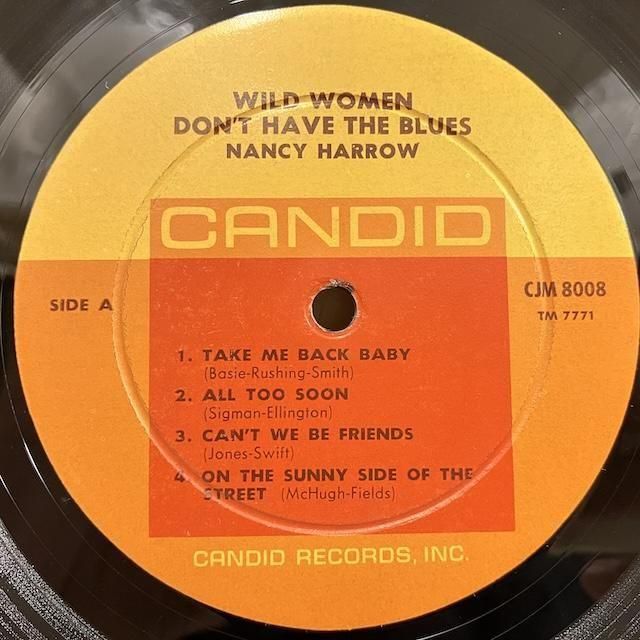 WILD WOMEN
DON'T HAVE THE BLUES
NANCY HARROW
CANDID
SIDE A
CJM 8008
TM 7771
1. TAKE ME BACK BABY
(Basie-Rushing-Smith)
2. ALL TOO SOON
(Sigman-Ellington)
3. CAN'T WE BE FRIENDS
(Jones-Swift)
4. ON THE SUNNY SIDE OF THE
STREET (McHugh-Fields)
CANDID RECORDS, INC.